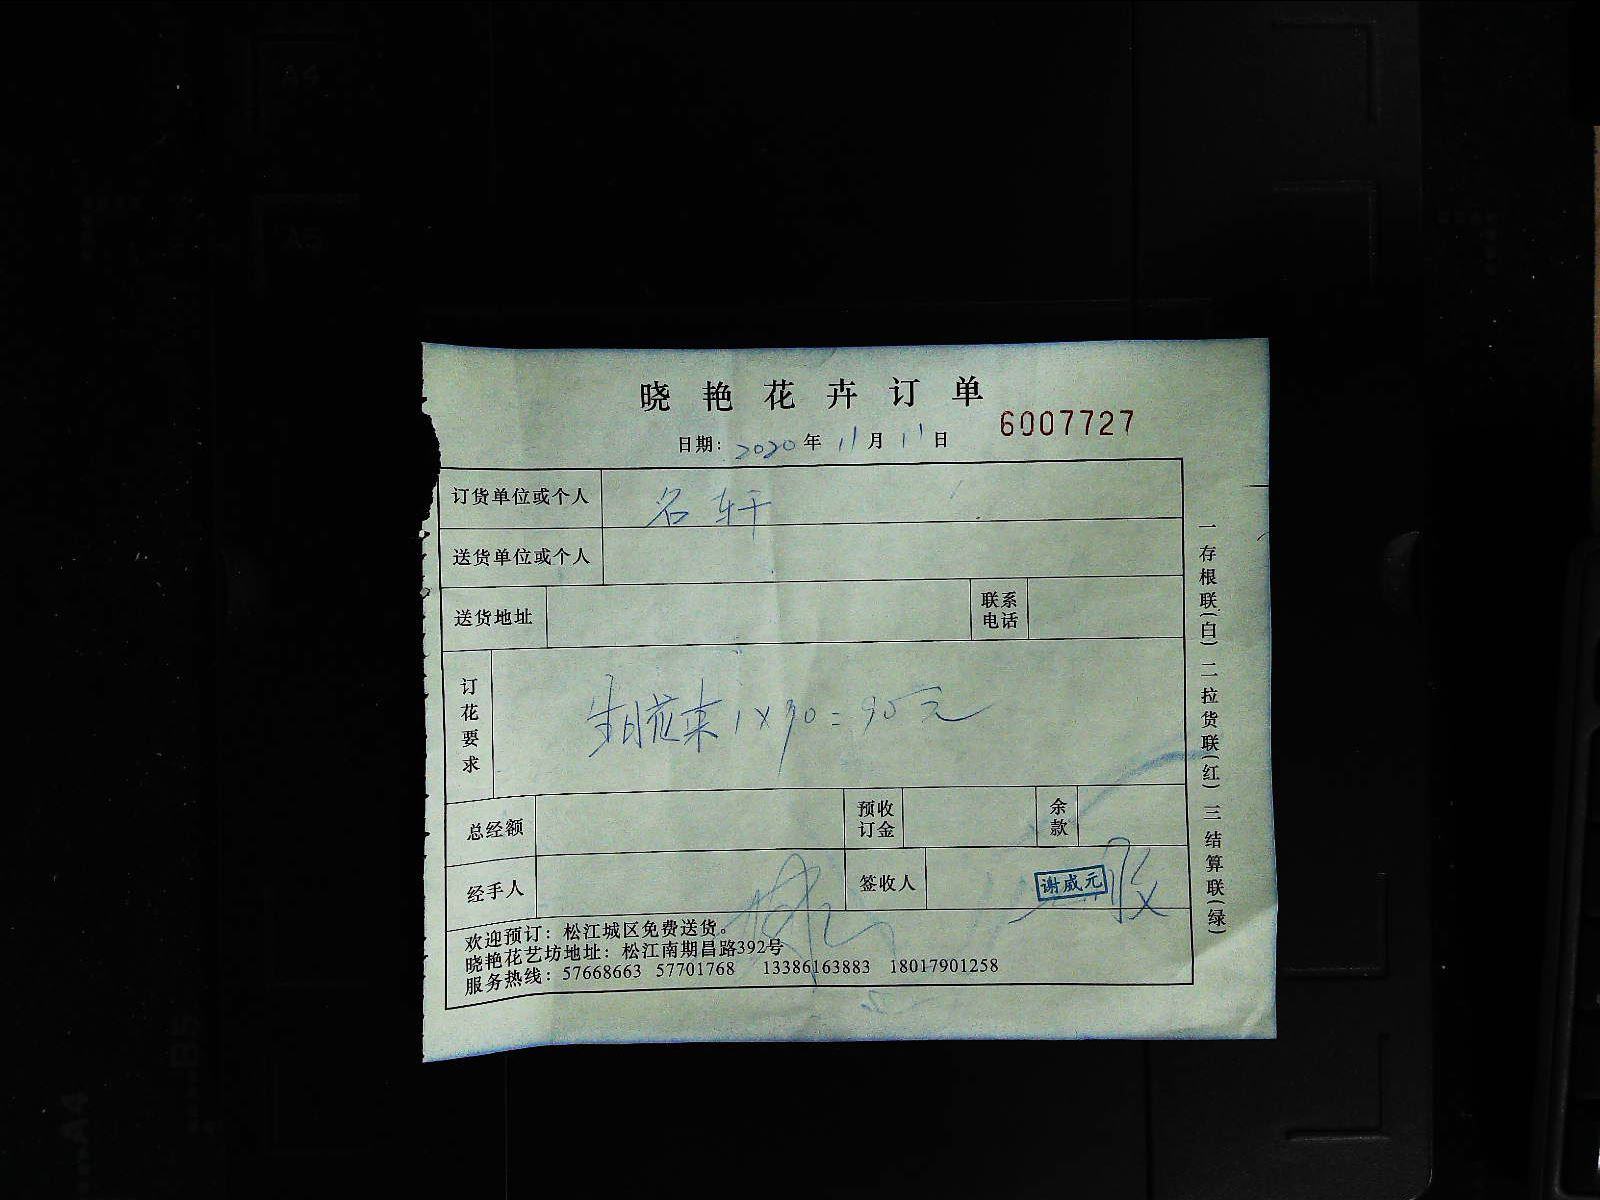 晓艳花卉订单
6007727
日期：2020年11月11日
订货单位或个人 名轩
送货单位或个人
送货地址 联系电话
订花要求 生日花束1×90=90元
总经额 预收订金 余款
经手人 签收人 谢威元 收
欢迎预订：松江城区免费送货。
晓艳花艺坊地址：松江南期昌路392号
服务热线：57668663 57701768 13386163883 18017901258
一存根联(白) 二拉货联(红) 三结算联(绿)
A4
A5
B5
A4